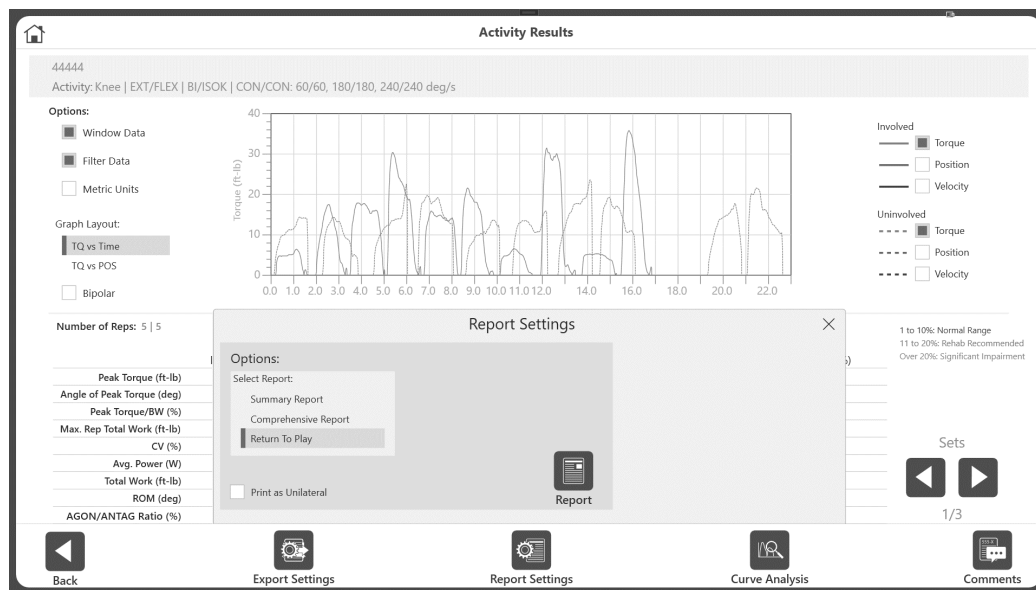 Activity Results
44444
Activity: Knee | EXT/FLEX | BI/ISOK | CON/CON: 60/60, 180/180, 240/240 deg/s
Options:
Window Data
Filter Data
Metric Units
Graph Layout:
TQ vs Time
TQ vs POS
Bipolar
Torque (ft-lb)
40
30
20
10
0
0.0 1.0 2.0 3.0 4.0 5.0 6.0 7.0 8.0 9.0 10.0 11.0 12.0 14.0 16.0 18.0 20.0 22.0
Involved
Torque
Position
Velocity
Uninvolved
Torque
Position
Velocity
Number of Reps: 5 | 5
1 to 10%: Normal Range
11 to 20%: Rehab Recommended
Over 20%: Significant Impairment
Peak Torque (ft-lb)
Angle of Peak Torque (deg)
Peak Torque/BW (%)
Max. Rep Total Work (ft-lb)
CV (%)
Avg. Power (W)
Total Work (ft-lb)
ROM (deg)
AGON/ANTAG Ratio (%)
Report Settings
Options:
Select Report:
Summary Report
Comprehensive Report
Return To Play
Print as Unilateral
Report
Sets
1/3
Back
Export Settings
Report Settings
Curve Analysis
Comments